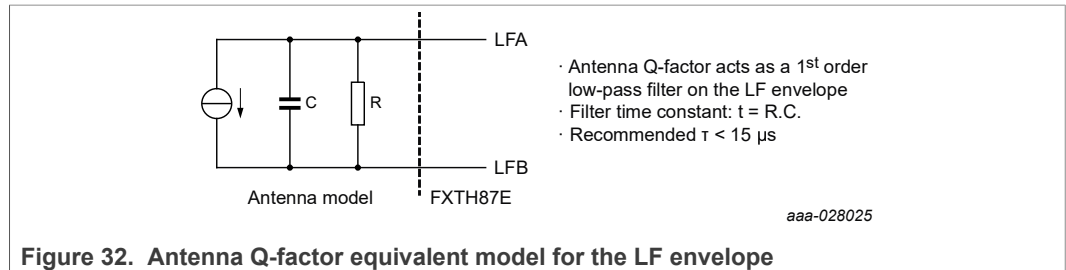 LFA
C
R
LFB
Antenna model
FXTH87E
· Antenna Q-factor acts as a 1st order
low-pass filter on the LF envelope
· Filter time constant: t = R.C.
· Recommended τ < 15 μs
aaa-028025
Figure 32. Antenna Q-factor equivalent model for the LF envelope